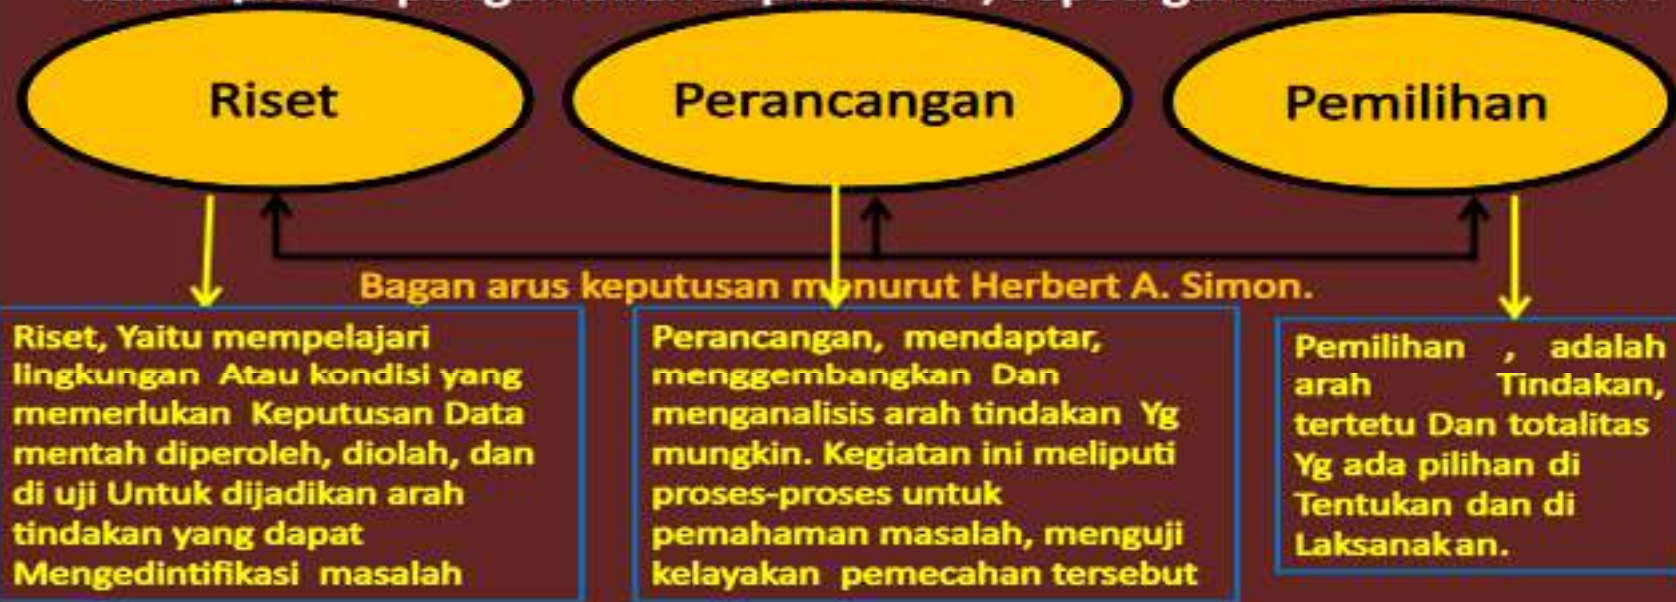 Riset
Perancangan
Pemilihan
Bagan arus keputusan menurut Herbert A. Simon.
Riset, Yaitu mempelajari
lingkungan Atau kondisi yang
memerlukan Keputusan Data
mentah diperoleh, diolah, dan
di uji Untuk dijadikan arah
tindakan yang dapat
Mengedintifikasi masalah
Perancangan, mendaptar,
menggembangkan Dan
menganalisis arah tindakan Yg
mungkin. Kegiatan ini meliputi
proses-proses untuk
pemahaman masalah, menguji
kelayakan pemecahan tersebut
Pemilihan , adalah
arah Tindakan,
tertetu Dan totalitas
Yg ada pilihan di
Tentukan dan di
Laksanakan.